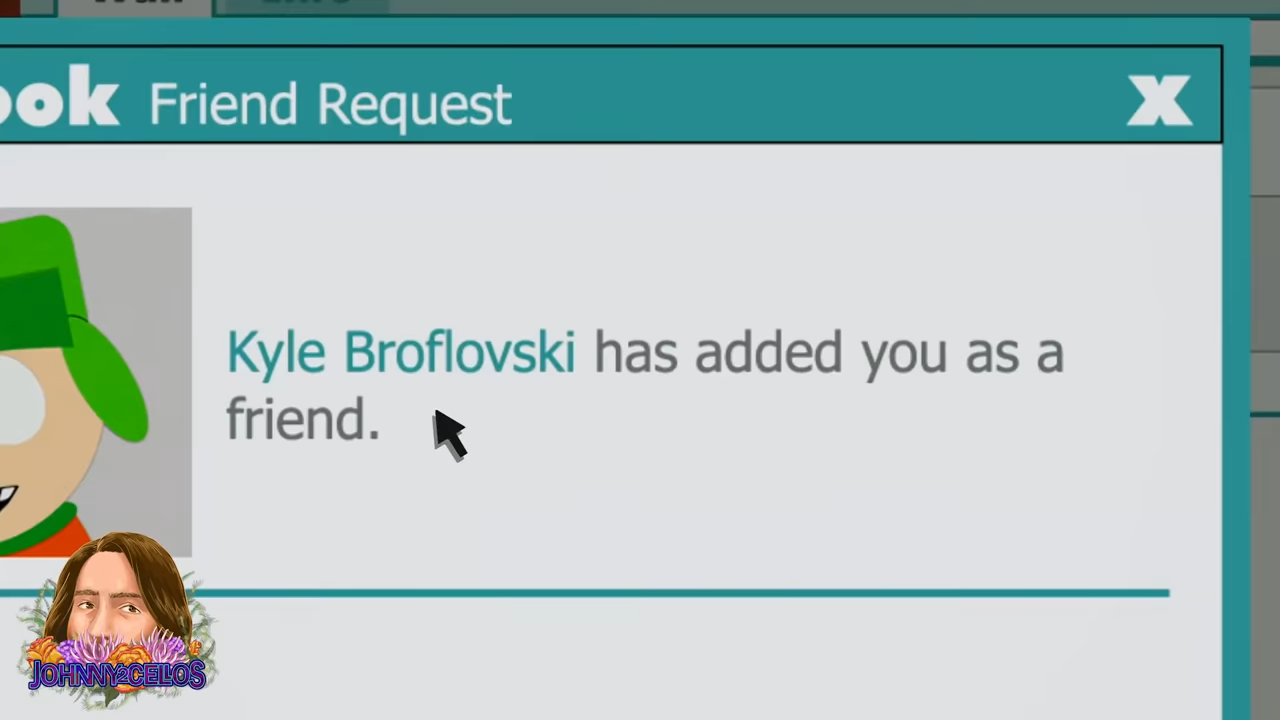 ook Friend Request X
Kyle Broflovski has added you as a
friend.
JOHNNY2CELLOS